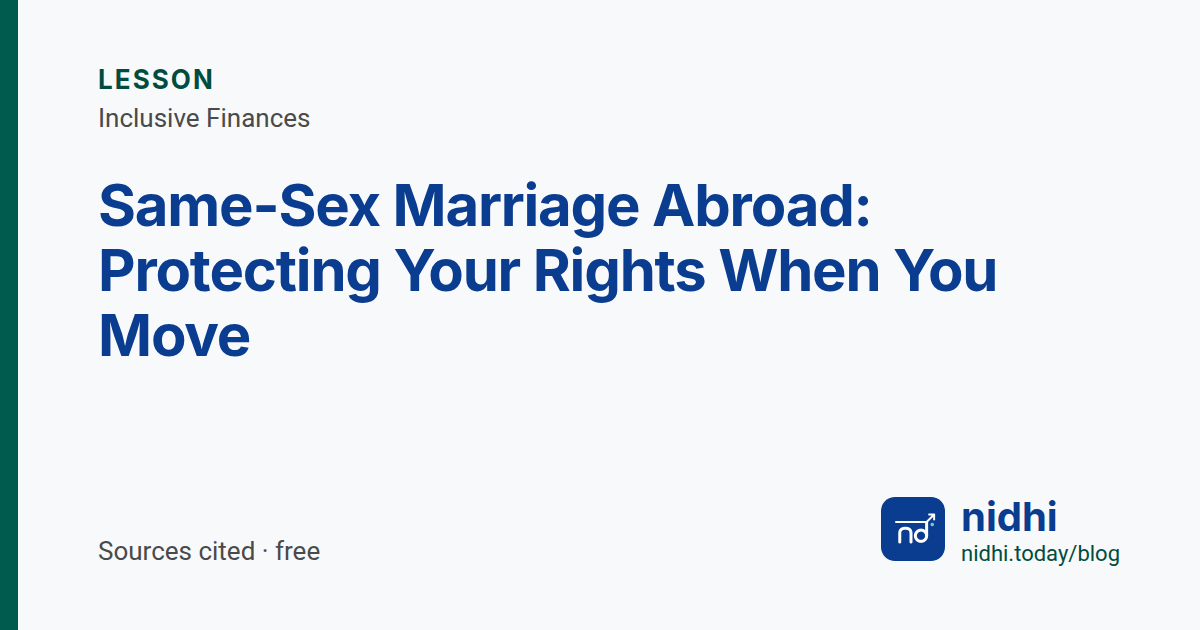 LESSON
Inclusive Finances
Same-Sex Marriage Abroad:
Protecting Your Rights When You
Move
Sources cited · free
nd
nidhi
nidhi.today/blog